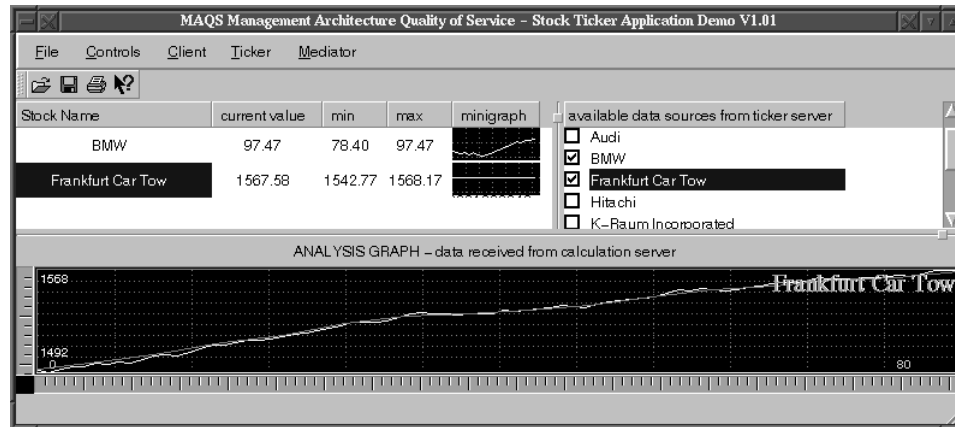 MAQS Management Architecture Quality of Service – Stock Ticker Application Demo V1.01
File Controls Client Ticker Mediator
Stock Name current value min max minigraph available data sources from ticker server
Audi
BMW 97.47 78.40 97.47
BMW
Frankfurt Car Tow 1567.58 1542.77 1568.17
Frankfurt Car Tow
Hitachi
K–Raum Incorporated
ANALYSIS GRAPH – data received from calculation server
1568
Frankfurt Car Tow
1492
0 80